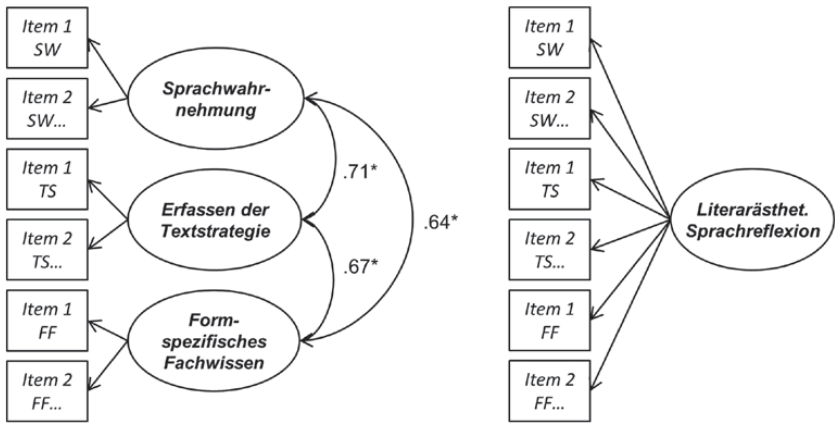 Item 1
SW
Item 2
SW...
Item 1
TS
Item 2
TS...
Item 1
FF
Item 2
FF...
Sprachwahr-
nehmung
Erfassen der
Textstrategie
Form-
spezifisches
Fachwissen
.71*
.67*
.64*
Item 1
SW
Item 2
SW...
Item 1
TS
Item 2
TS...
Item 1
FF
Item 2
FF...
Literarästhet.
Sprachreflexion